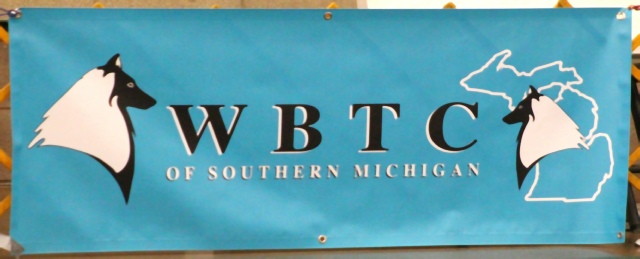 WBTC
OF SOUTHERN MICHIGAN